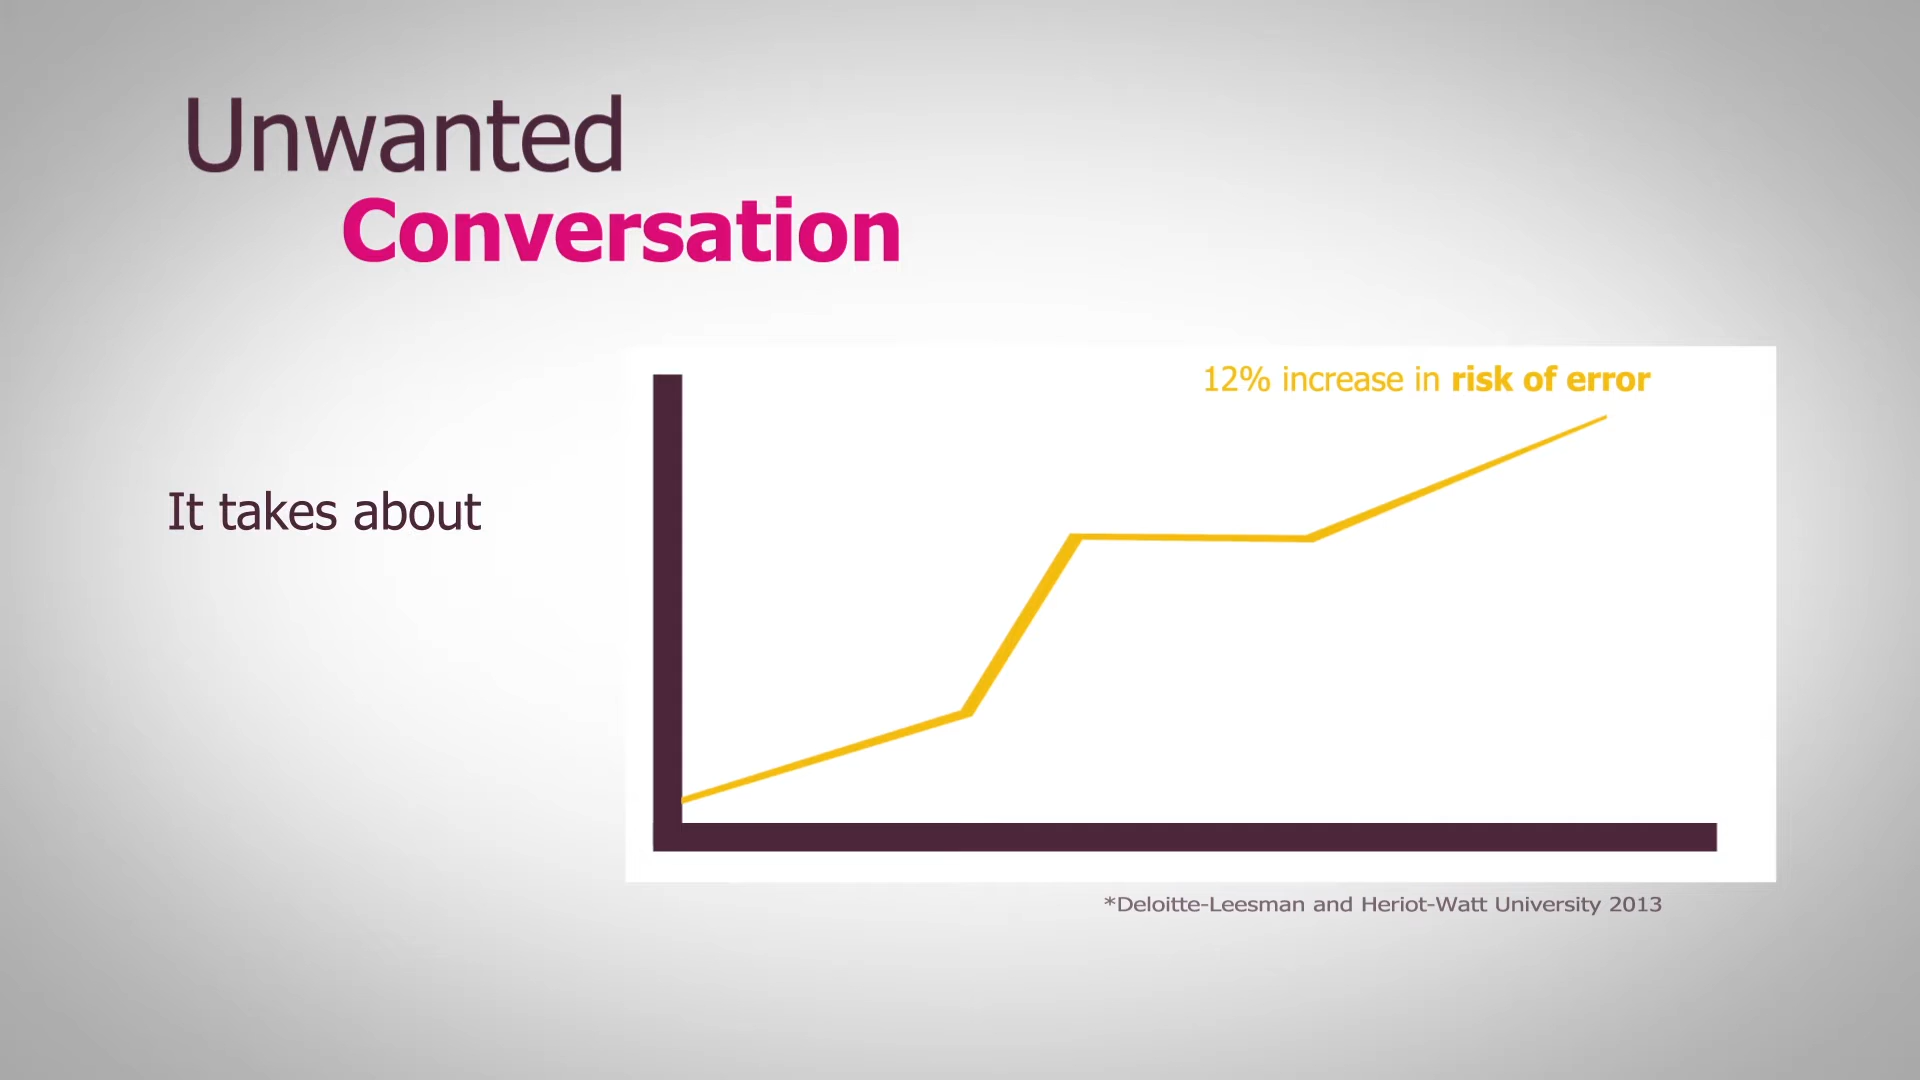 Unwanted
Conversation
12% increase in risk of error
It takes about
*Deloitte-Leesman and Heriot-Watt University 2013